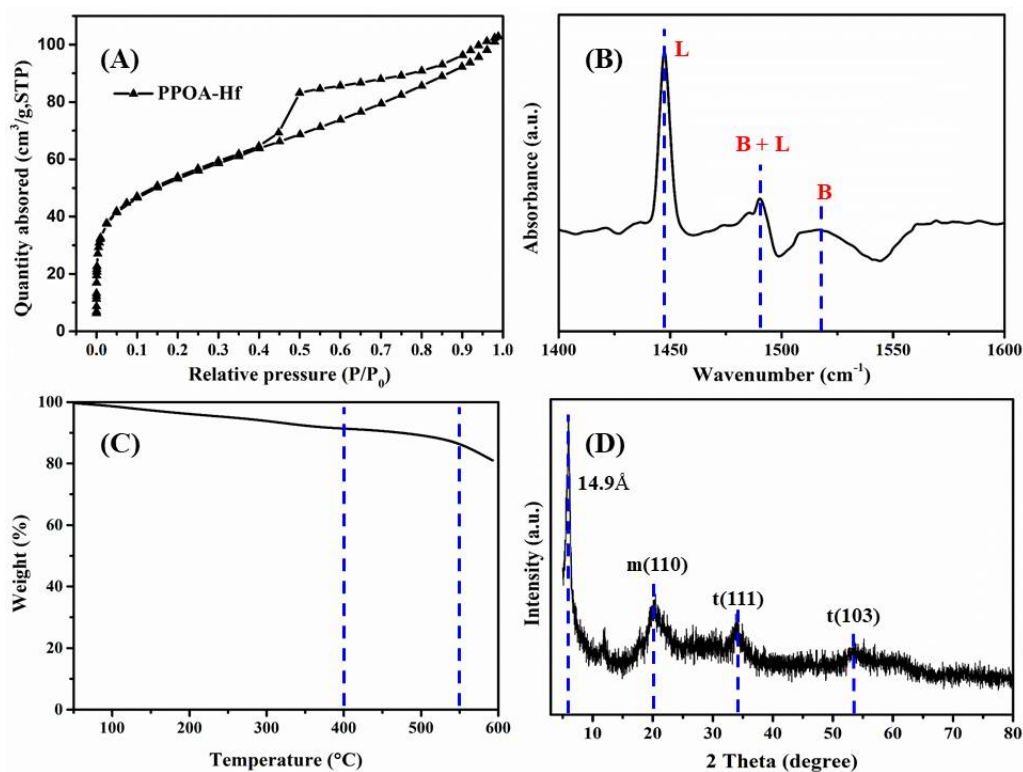 (A)
PPOA-Hf
Quantity absored (cm³/g,STP)
100
80
60
40
20
0
0.0 0.1 0.2 0.3 0.4 0.5 0.6 0.7 0.8 0.9 1.0
Relative pressure (P/P₀)
(B)
L
B + L
B
Absorbance (a.u.)
1400 1450 1500 1550 1600
Wavenumber (cm⁻¹)
(C)
Weight (%)
100
80
60
40
20
0
100 200 300 400 500 600
Temperature (°C)
(D)
14.9Å
m(110)
t(111)
t(103)
Intensity (a.u.)
10 20 30 40 50 60 70 80
2 Theta (degree)